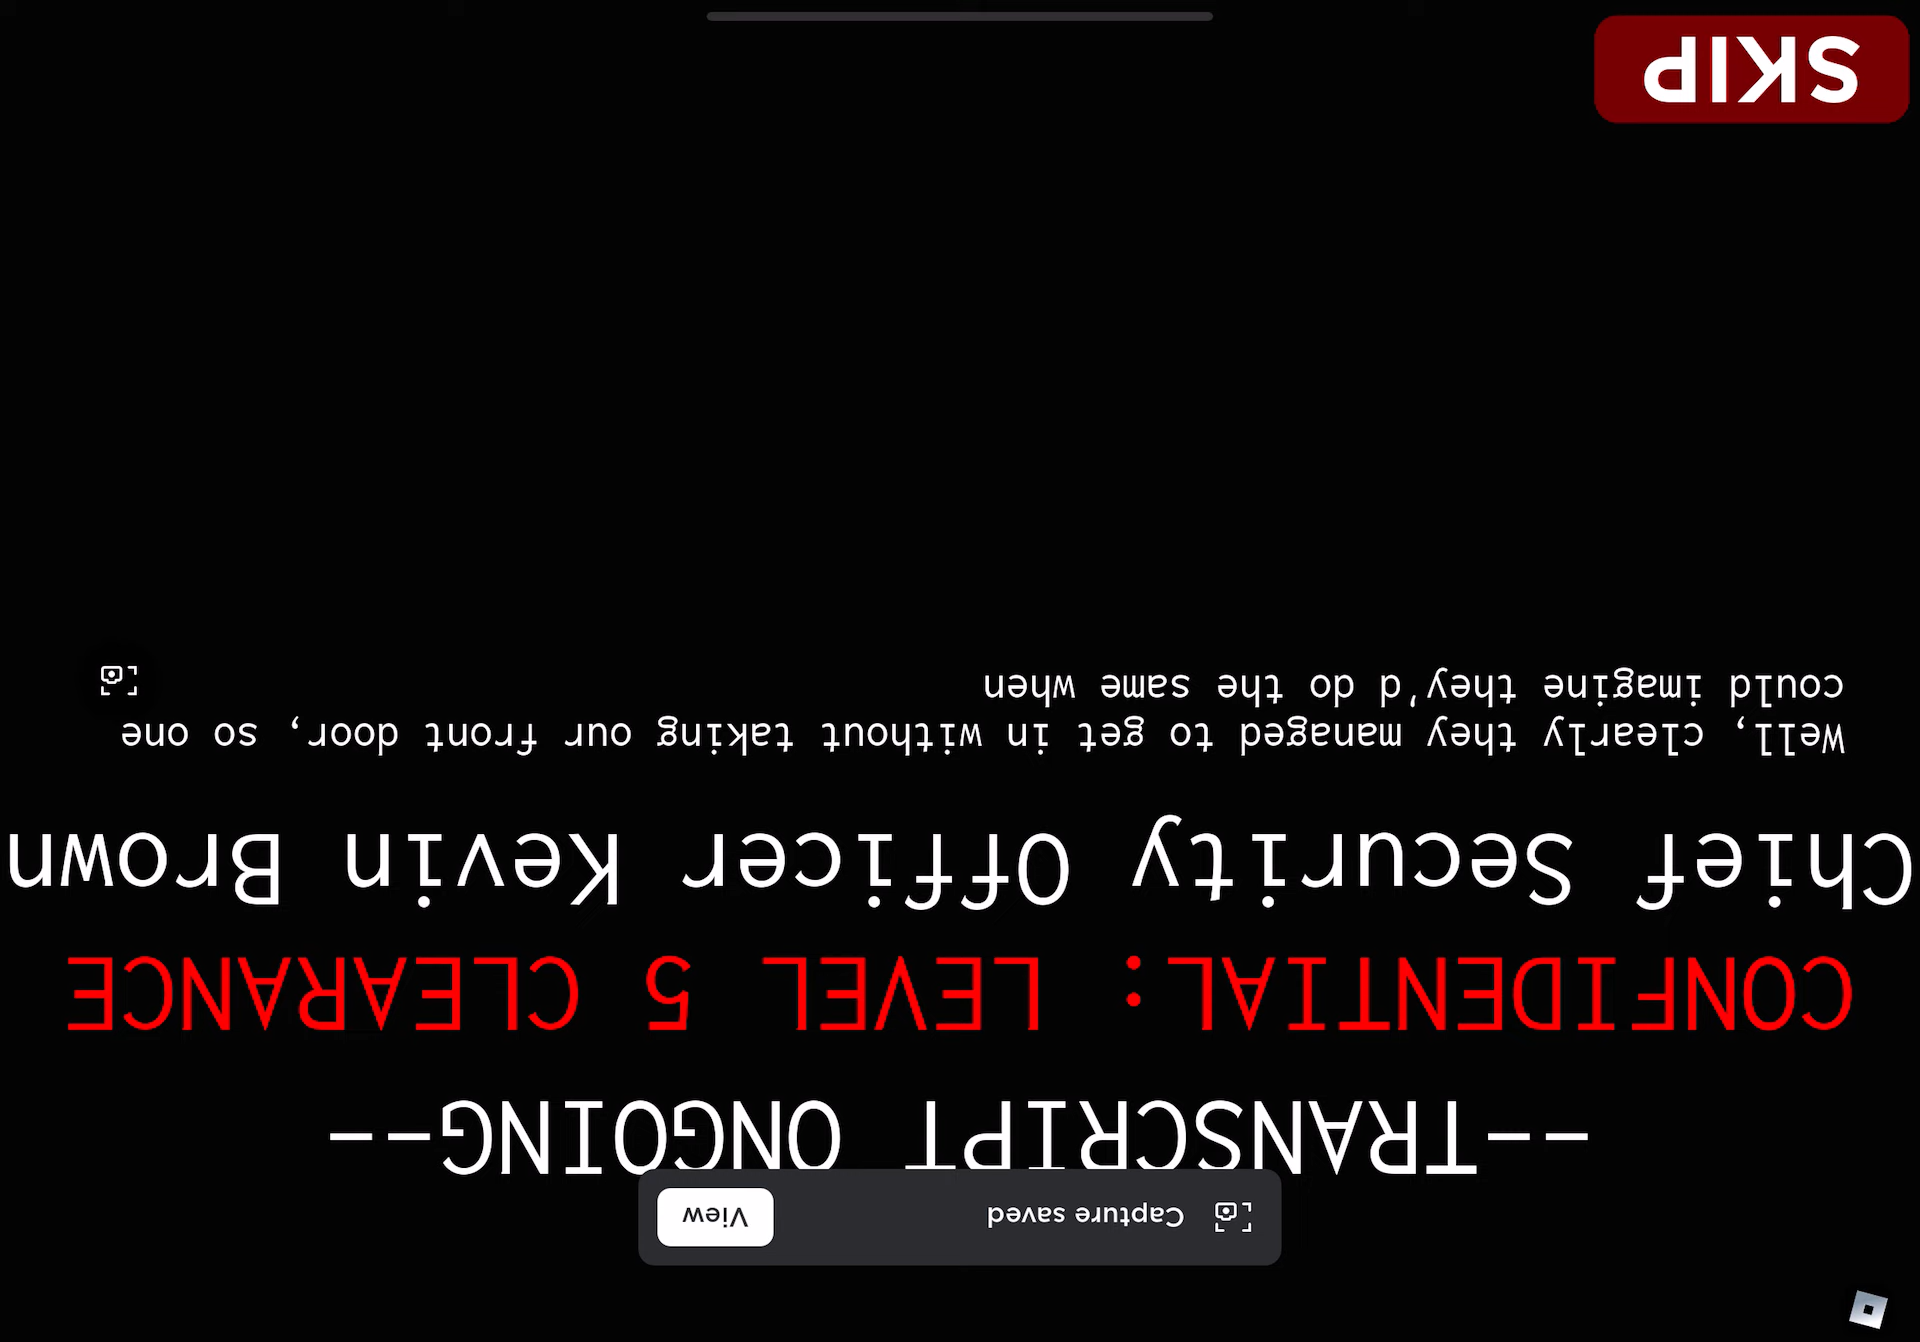 Capture saved
View
--TRANSCRIPT ONGOING--
CONFIDENTIAL: LEVEL 5 CLEARANCE
Chief Security Officer Kevin Brown
Well, clearly they managed to get in without taking our front door, so one
could imagine they'd do the same when
SKIP